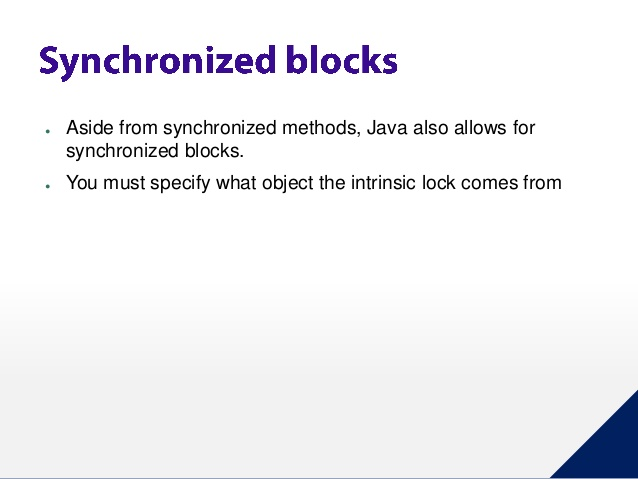 Synchronized blocks
● Aside from synchronized methods, Java also allows for
synchronized blocks.
● You must specify what object the intrinsic lock comes from